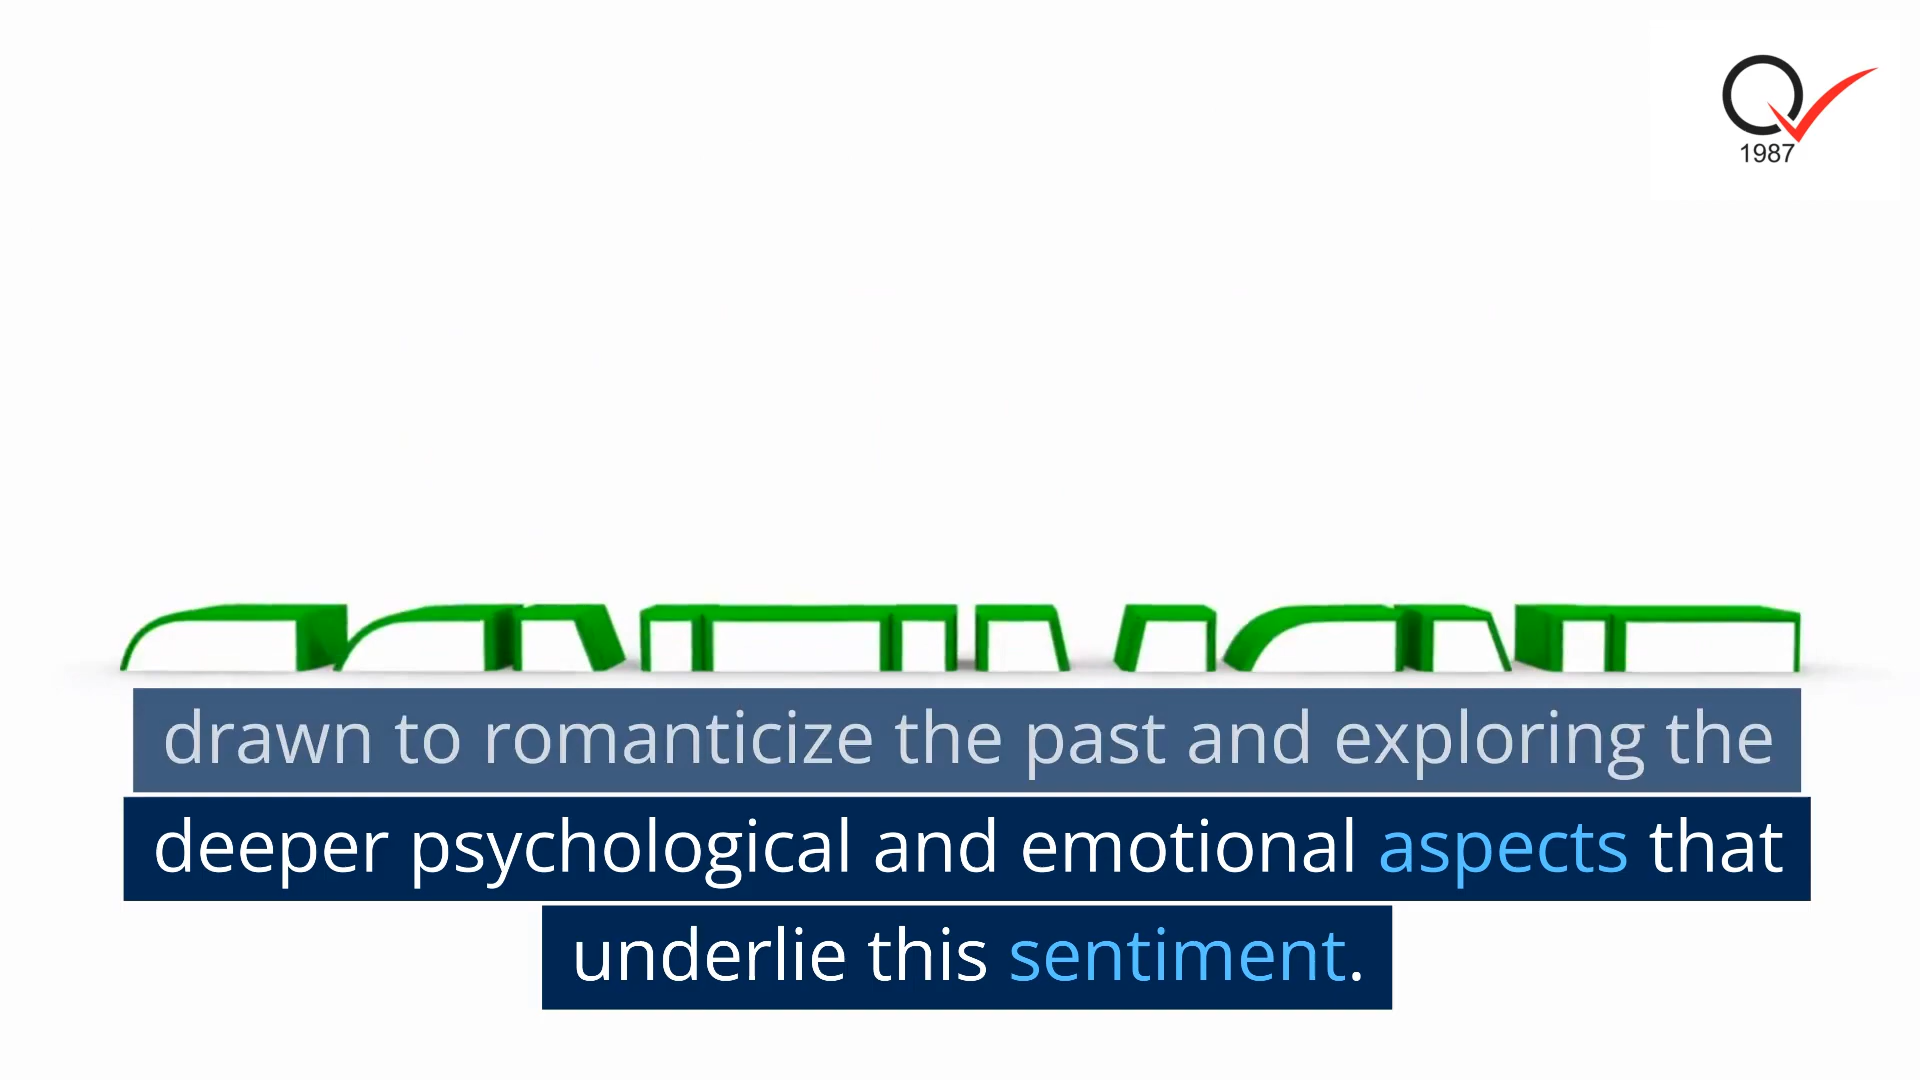 Q
1987
drawn to romanticize the past and exploring the
deeper psychological and emotional aspects that
underlie this sentiment.